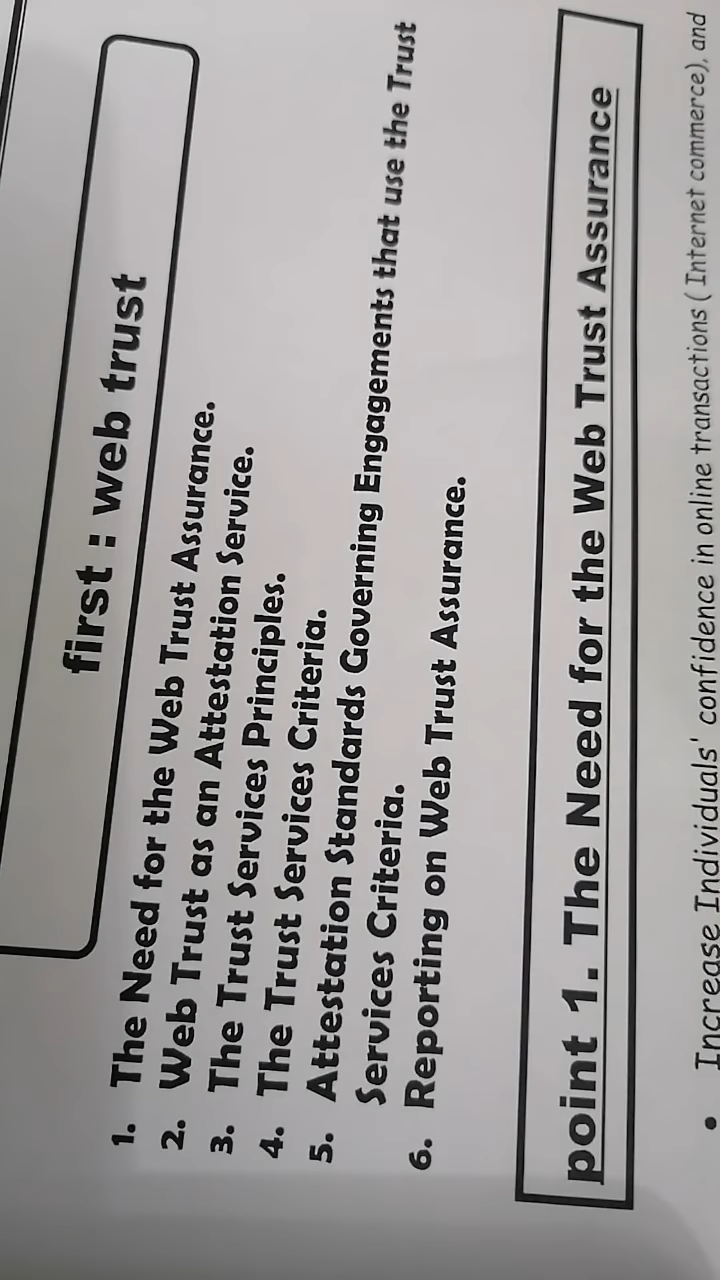 first : web trust
1. The Need for the Web Trust Assurance.
2. Web Trust as an Attestation Service.
3. The Trust Services Principles.
4. The Trust Services Criteria.
5. Attestation Standards Governing Engagements that use the Trust
Services Criteria.
6. Reporting on Web Trust Assurance.
point 1. The Need for the Web Trust Assurance
• Increase Individuals' confidence in online transactions ( Internet commerce), and